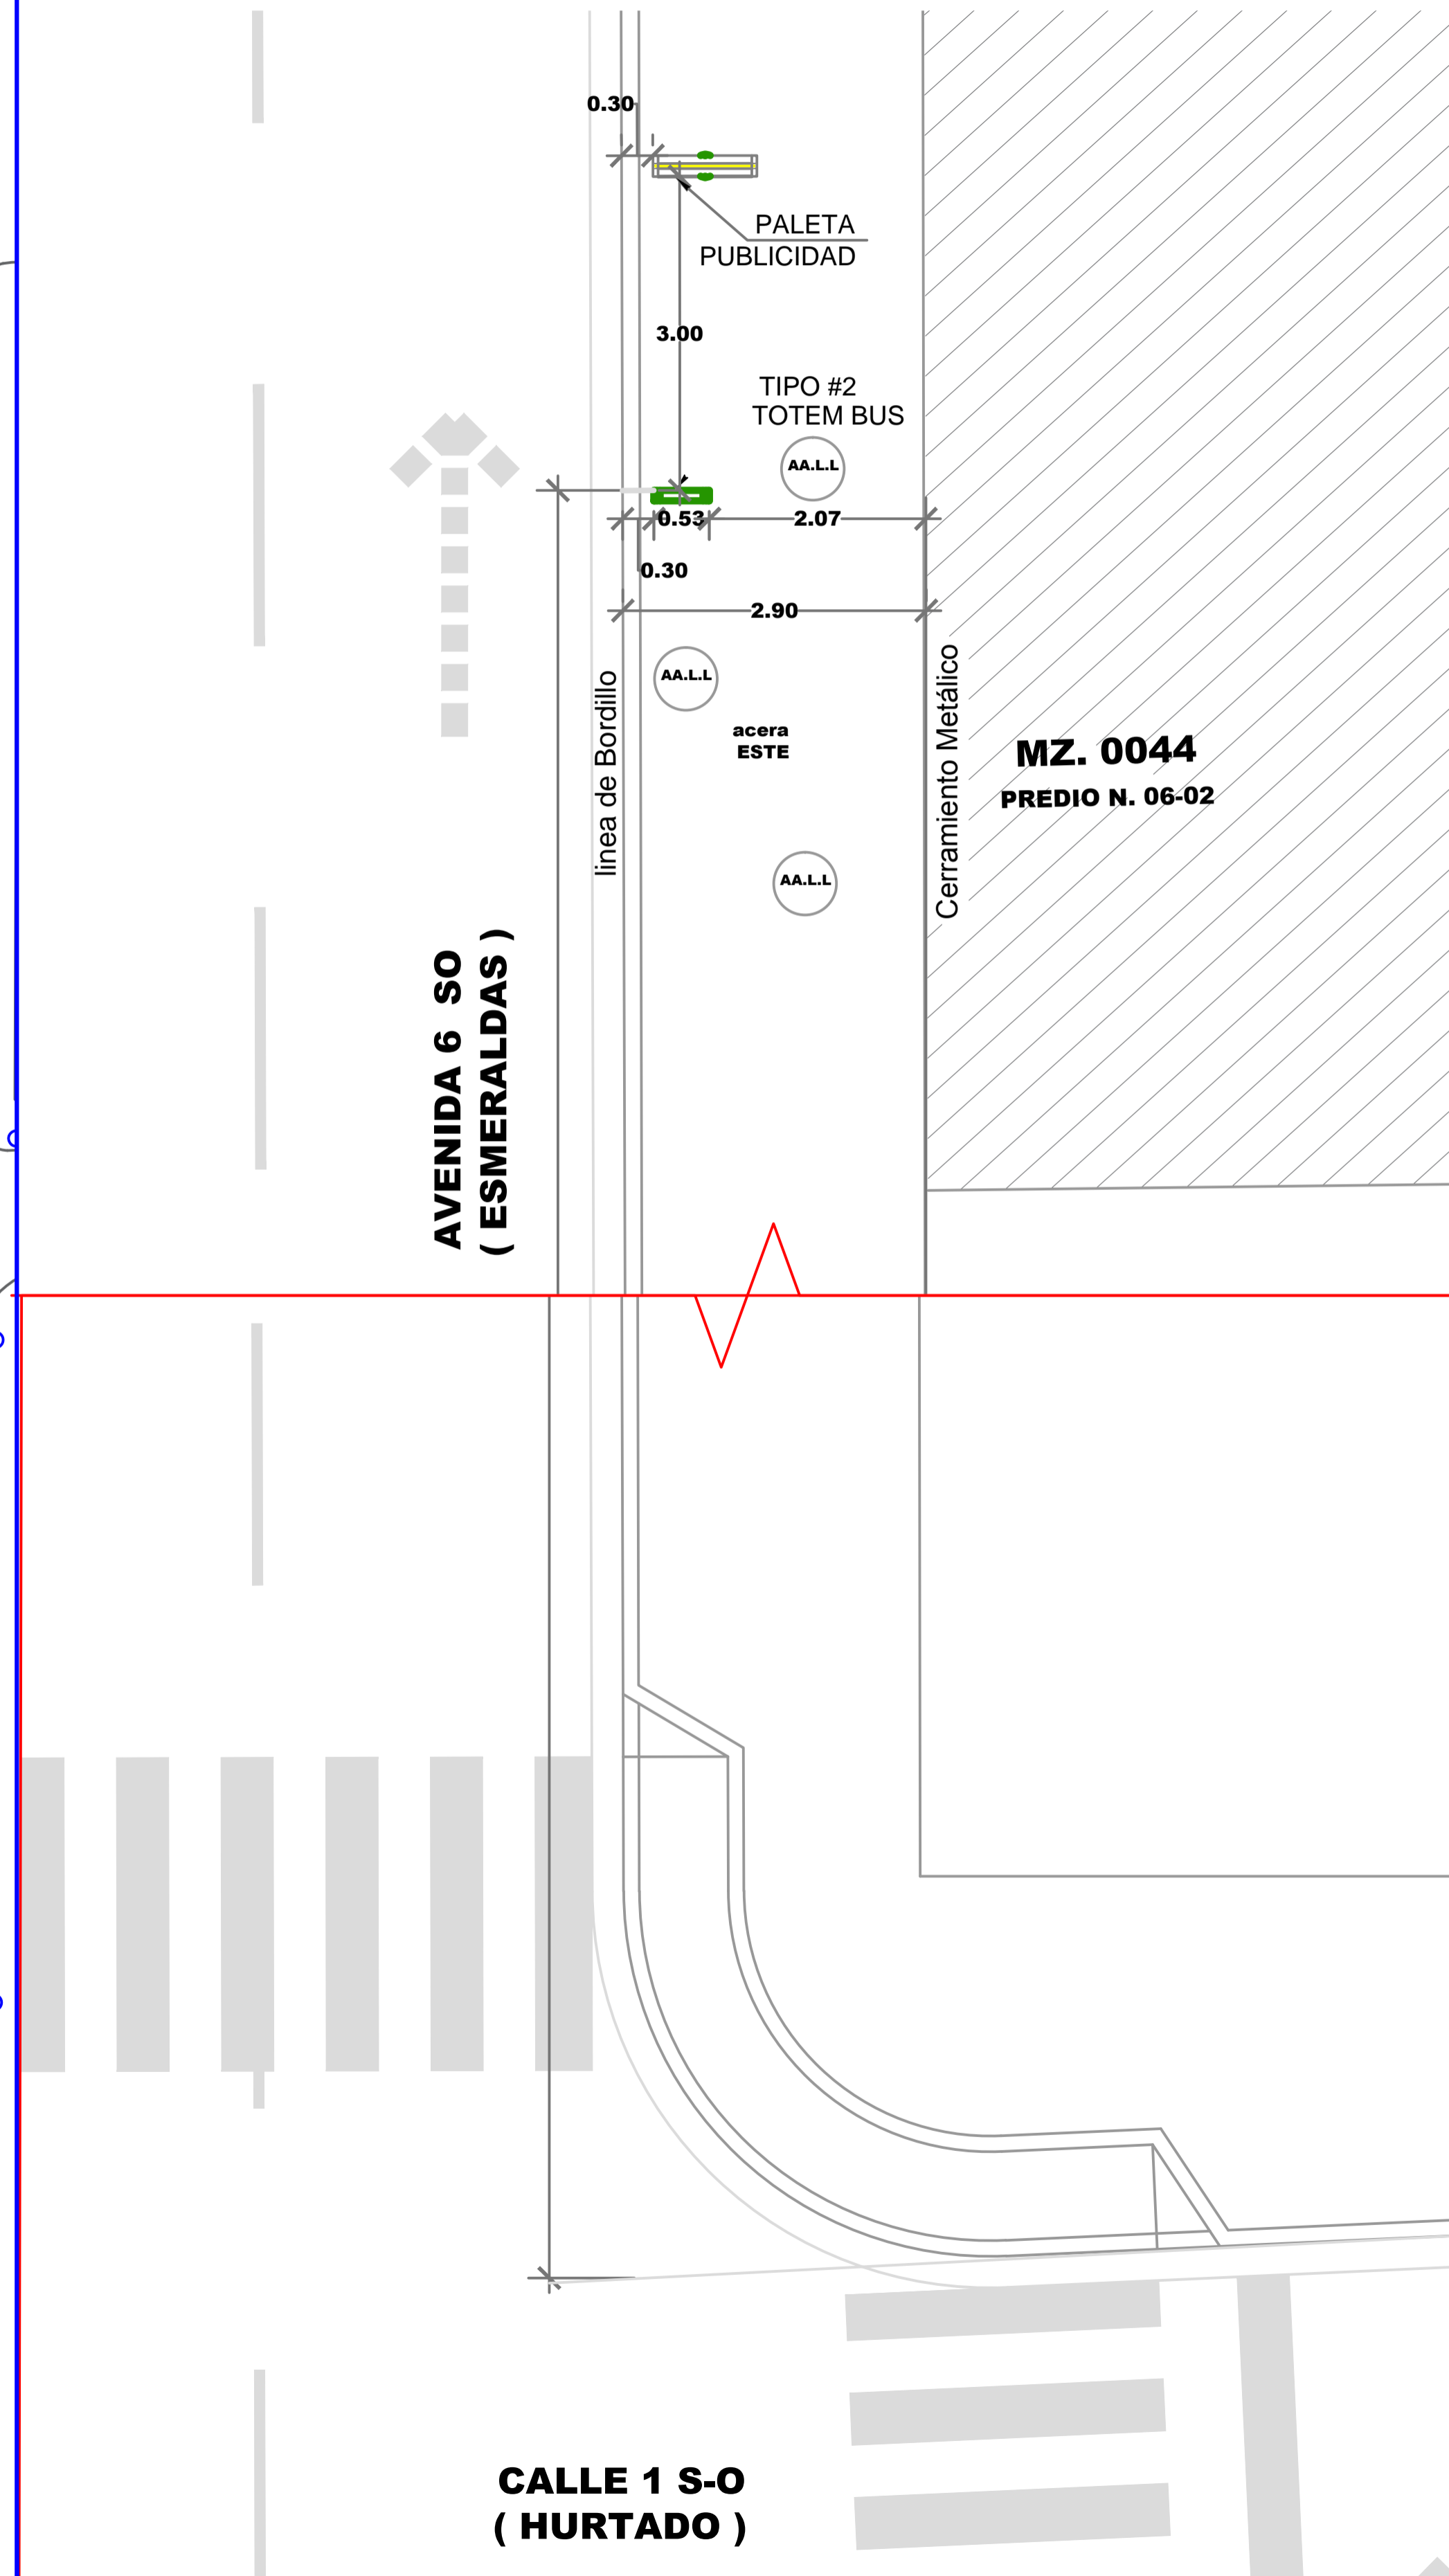 0.30
PALETA
PUBLICIDAD
3.00
TIPO #2
TOTEM BUS
AA.L.L
0.53
2.07
0.30
2.90
AA.L.L
linea de Bordillo
acera
ESTE
Cerramiento Metálico
MZ. 0044
PREDIO N. 06-02
AA.L.L
AVENIDA 6 SO
( ESMERALDAS )
CALLE 1 S-O
( HURTADO )